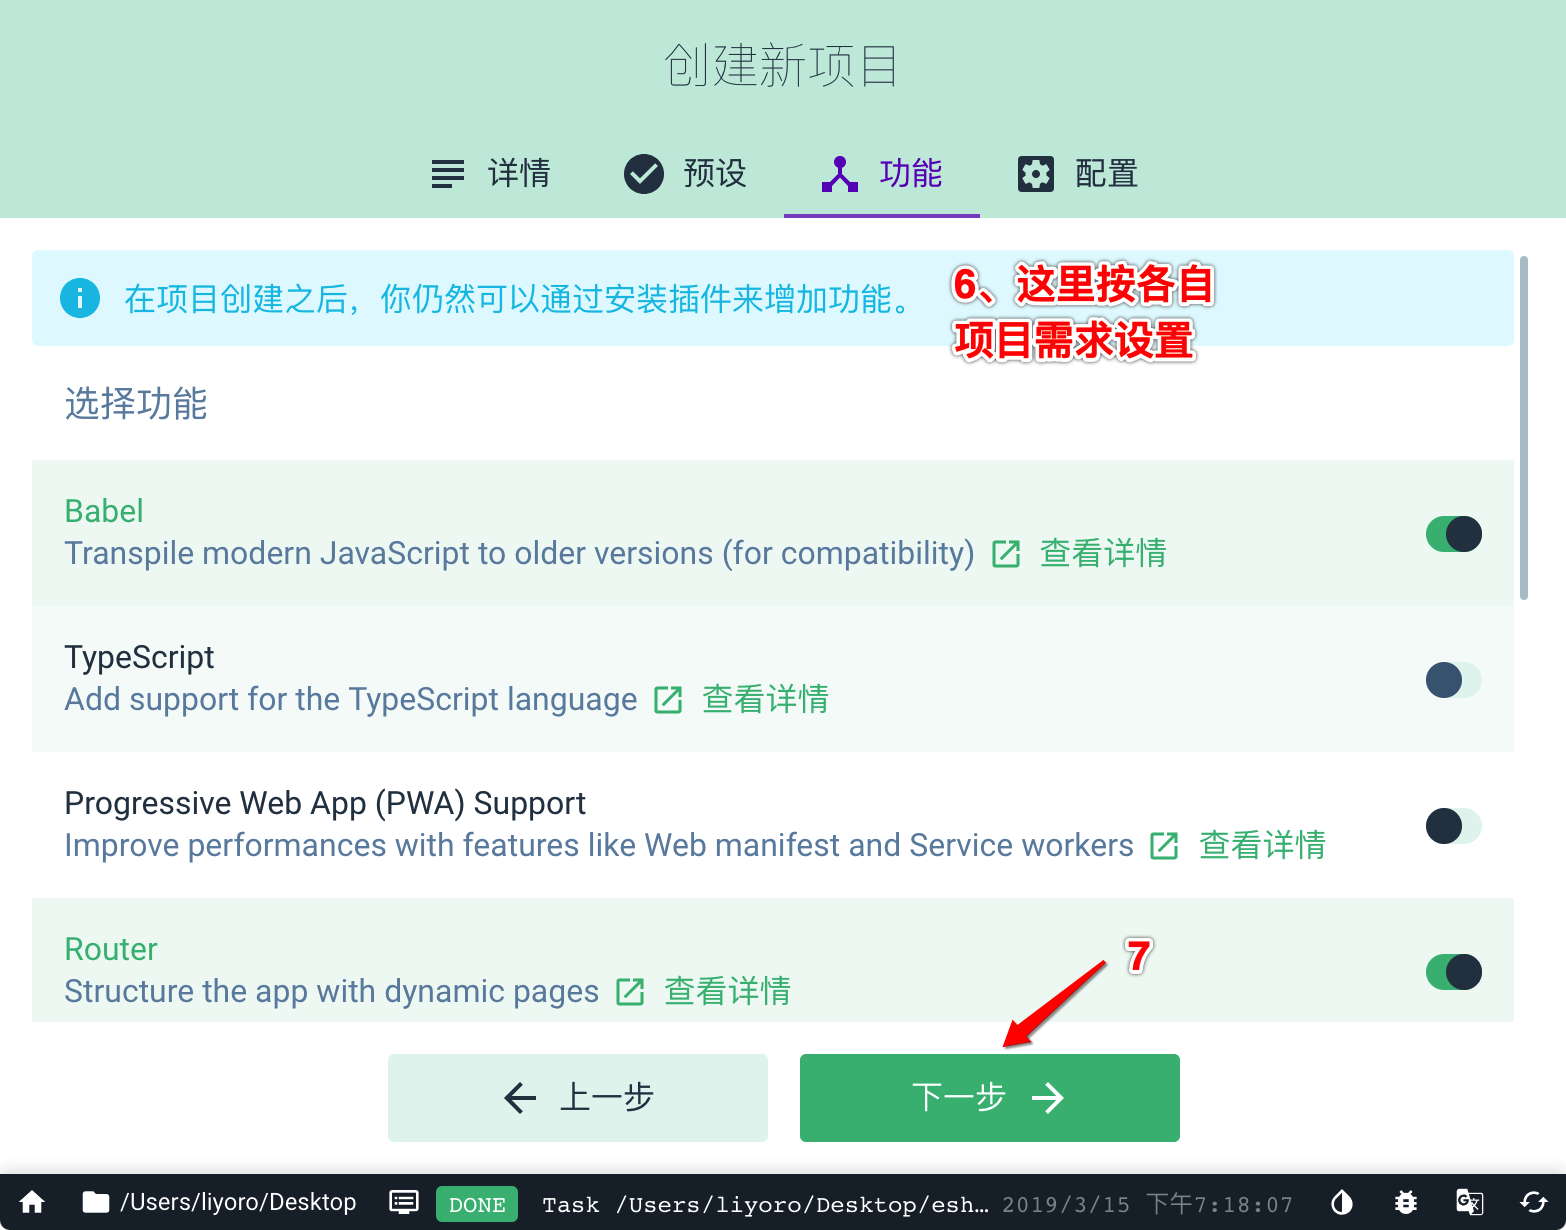 创建新项目
详情
预设
功能
配置
在项目创建之后，你仍然可以通过安装插件来增加功能。
6、这里按各自
项目需求设置
选择功能
Babel
Transpile modern JavaScript to older versions (for compatibility) 查看详情
TypeScript
Add support for the TypeScript language 查看详情
Progressive Web App (PWA) Support
Improve performances with features like Web manifest and Service workers 查看详情
Router
Structure the app with dynamic pages 查看详情
7
上一步
下一步
/Users/liyoro/Desktop DONE Task /Users/liyoro/Desktop/esh… 2019/3/15 下午7:18:07